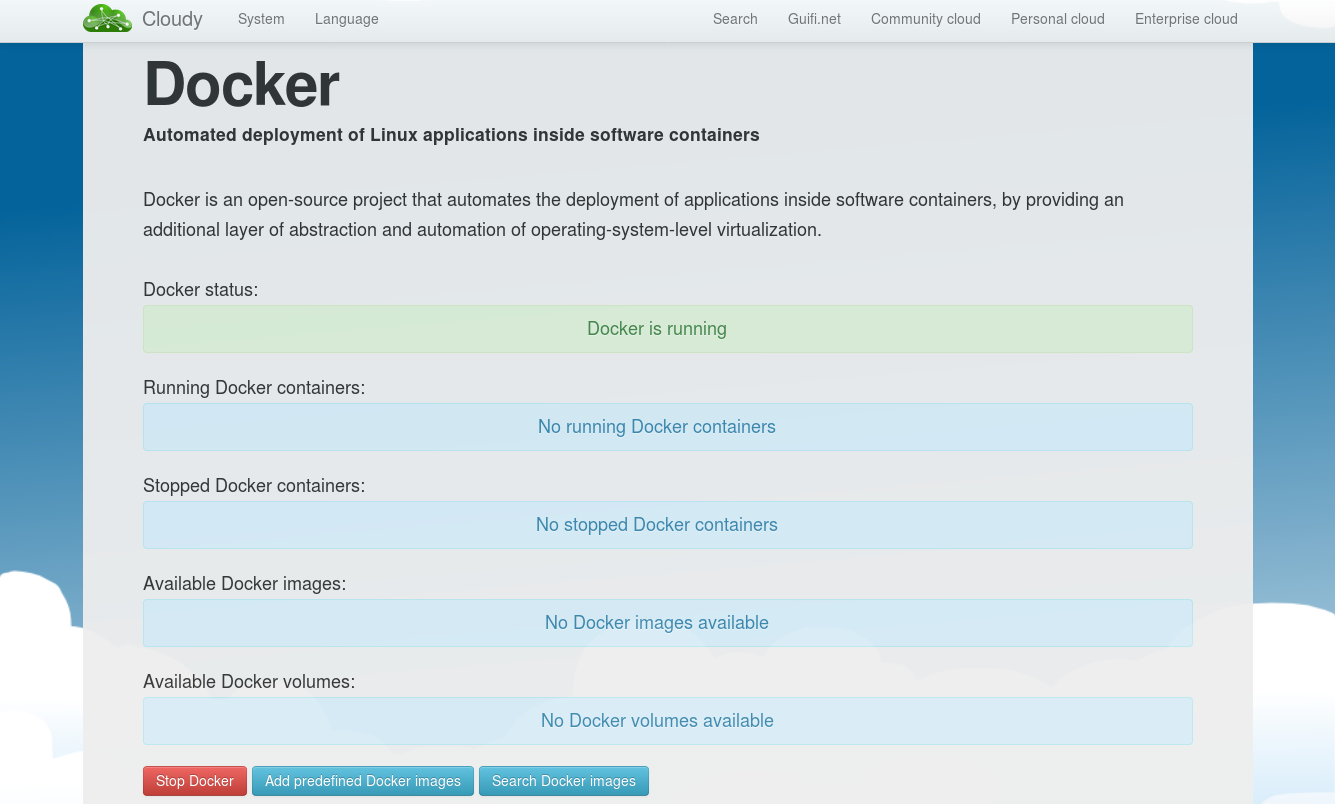 Cloudy System Language Search Guifi.net Community cloud Personal cloud Enterprise cloud
Docker
Automated deployment of Linux applications inside software containers
Docker is an open-source project that automates the deployment of applications inside software containers, by providing an
additional layer of abstraction and automation of operating-system-level virtualization.
Docker status:
Docker is running
Running Docker containers:
No running Docker containers
Stopped Docker containers:
No stopped Docker containers
Available Docker images:
No Docker images available
Available Docker volumes:
No Docker volumes available
Stop Docker Add predefined Docker images Search Docker images